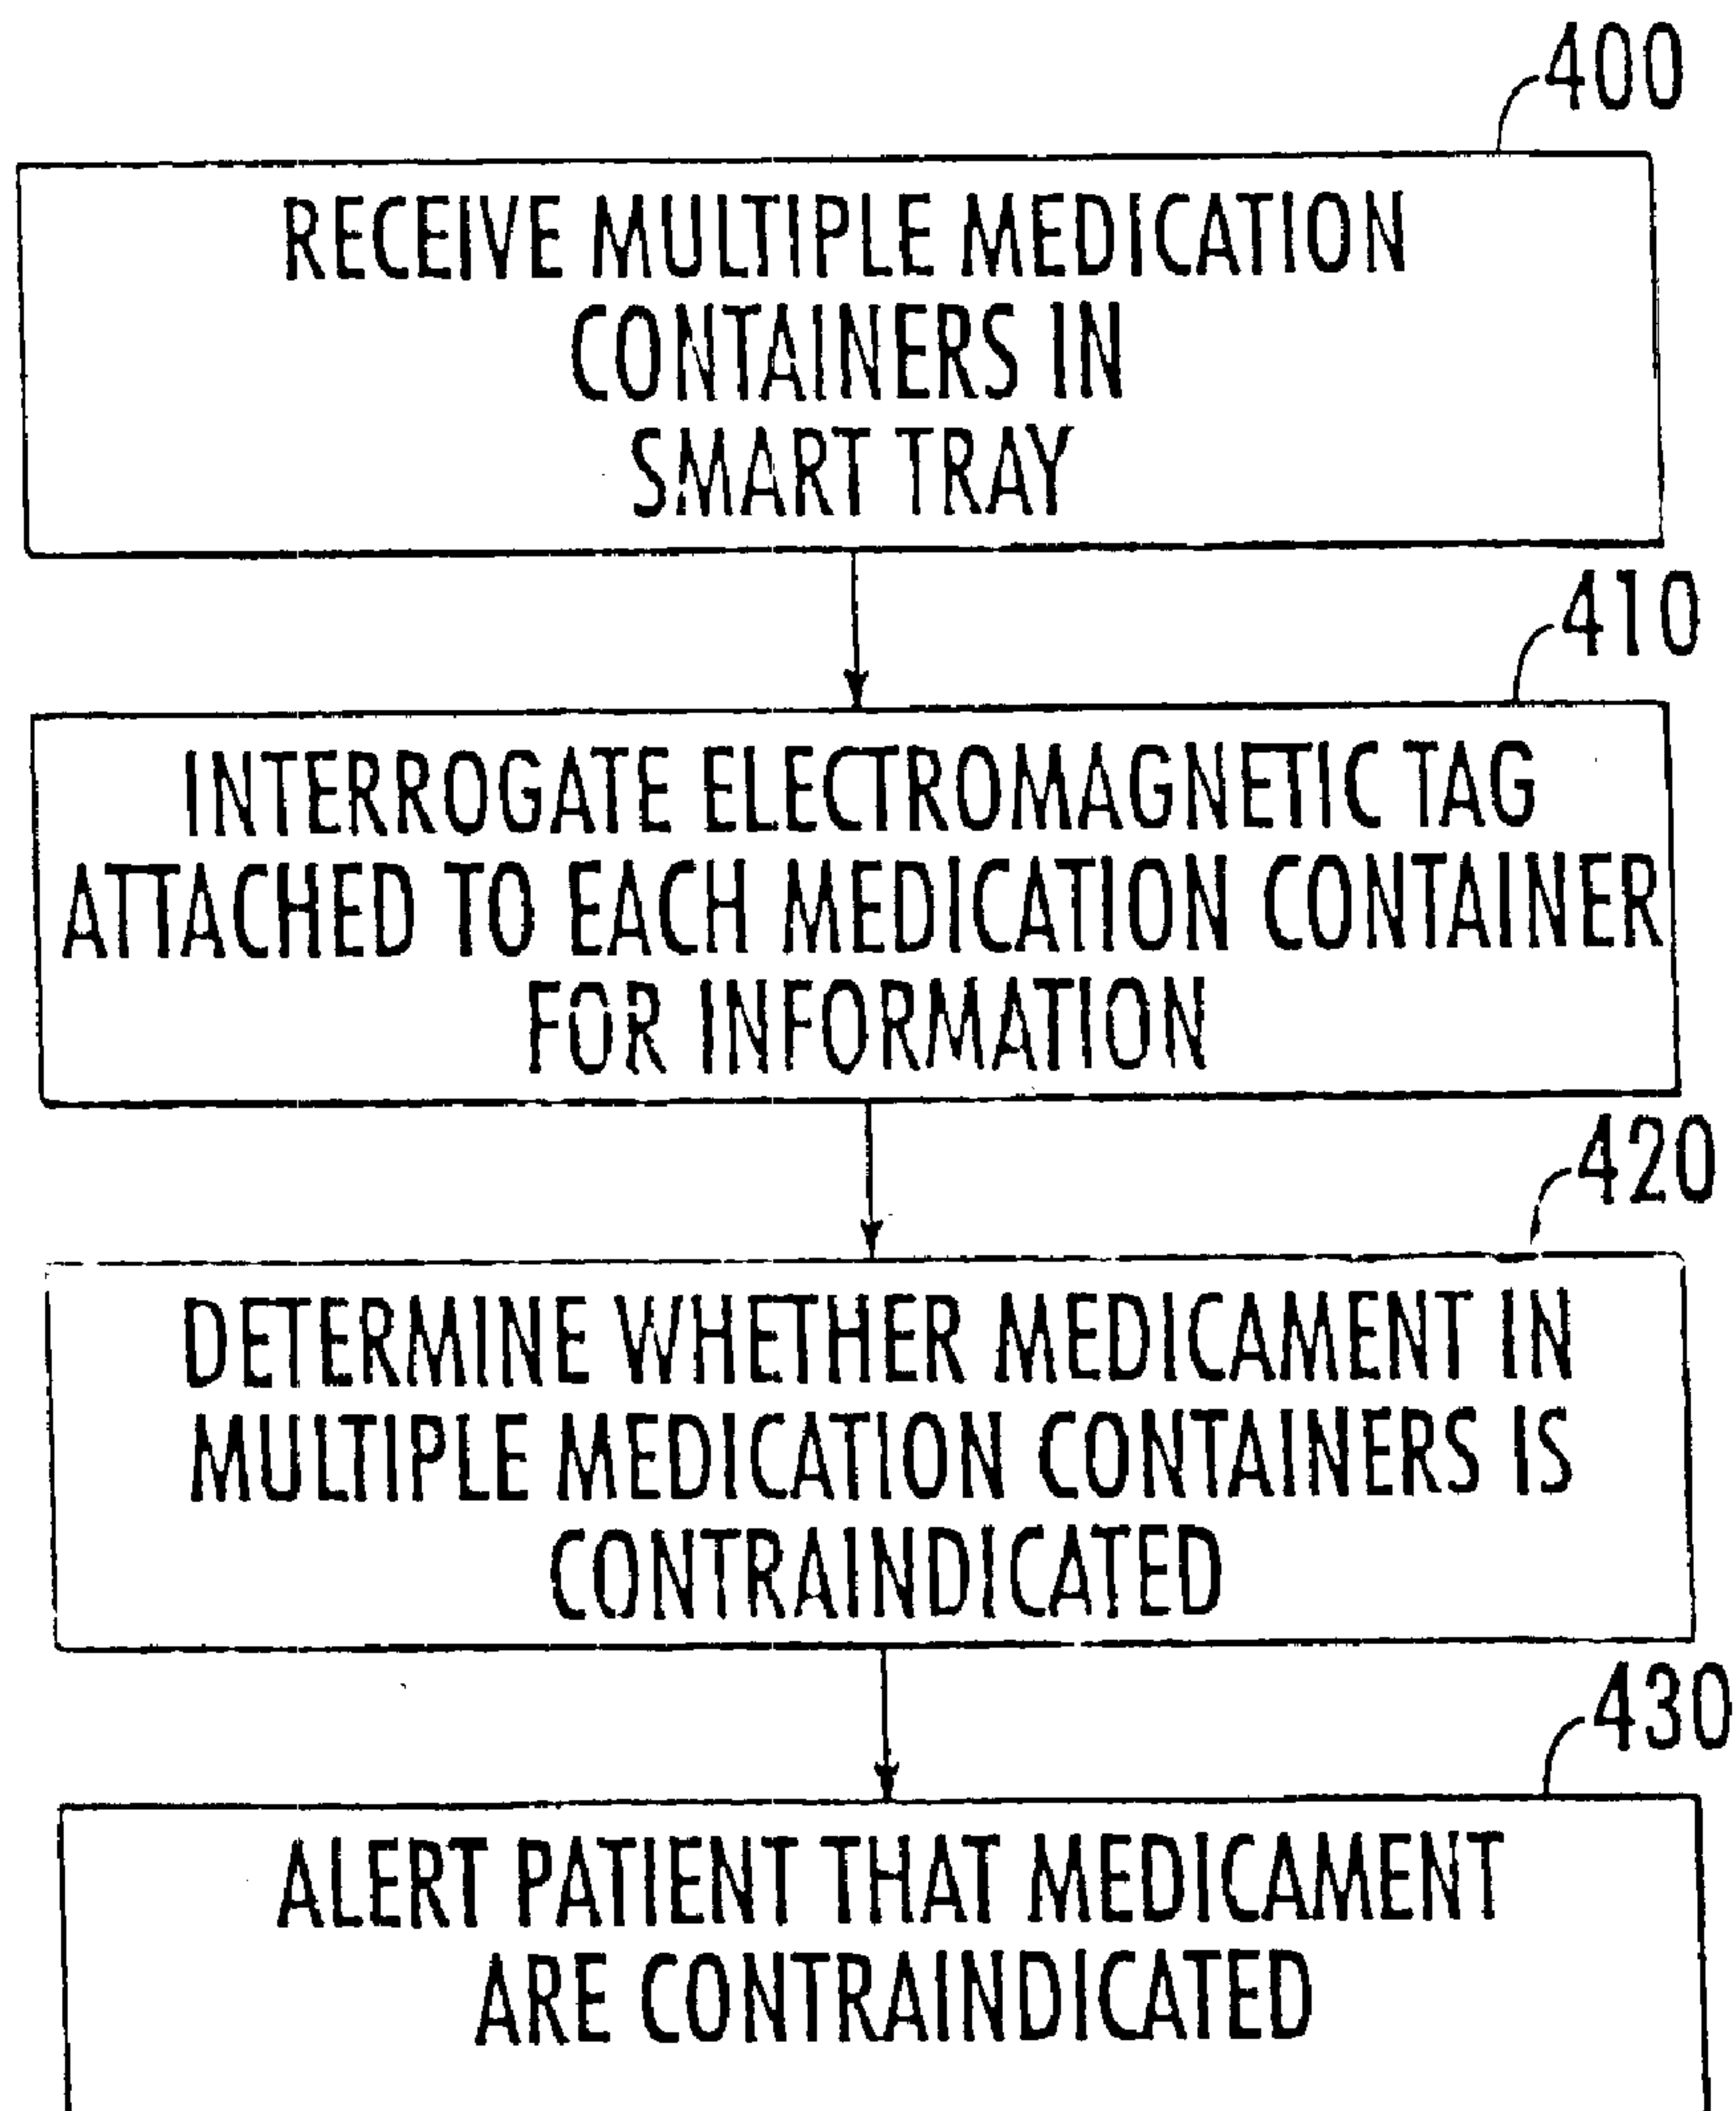 400
RECEIVE MULTIPLE MEDICATION
CONTAINERS IN
SMART TRAY
410
INTERROGATE ELECTROMAGNETIC TAG
ATTACHED TO EACH MEDICATION CONTAINER
FOR INFORMATION
420
DETERMINE WHETHER MEDICAMENT IN
MULTIPLE MEDICATION CONTAINERS IS
CONTRAINDICATED
430
ALERT PATIENT THAT MEDICAMENT
ARE CONTRAINDICATED